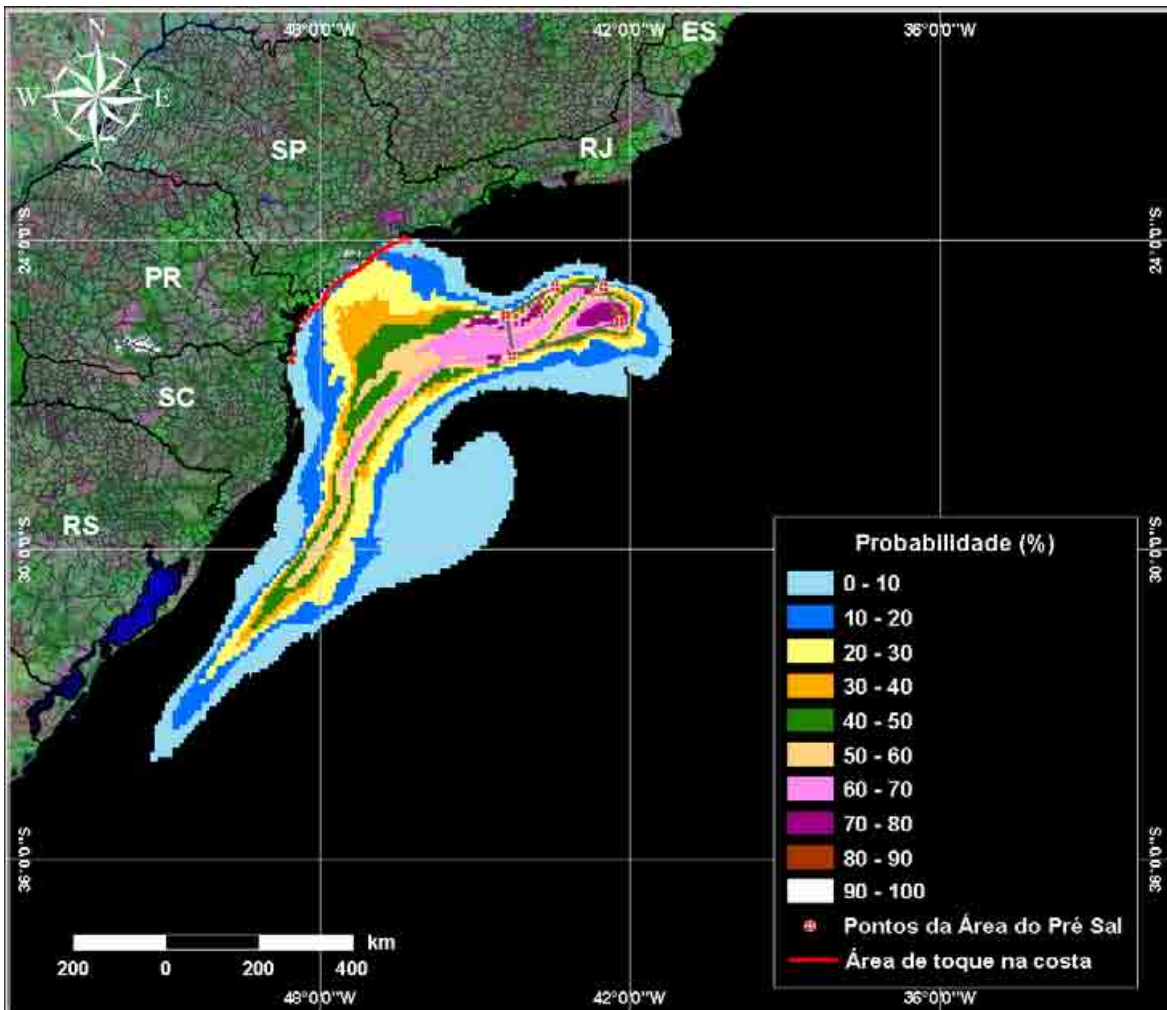 48°0'0"W 42°0'0"W 36°0'0"W
N
W E
S
ES
SP
RJ
24°0'0"S 24°0'0"S
PR
SC
RS
30°0'0"S 30°0'0"S
Probabilidade (%)
0 - 10
10 - 20
20 - 30
30 - 40
40 - 50
50 - 60
60 - 70
70 - 80
80 - 90
90 - 100
Pontos da Área do Pré Sal
Área de toque na costa
36°0'0"S 36°0'0"S
km
200 0 200 400
48°0'0"W 42°0'0"W 36°0'0"W